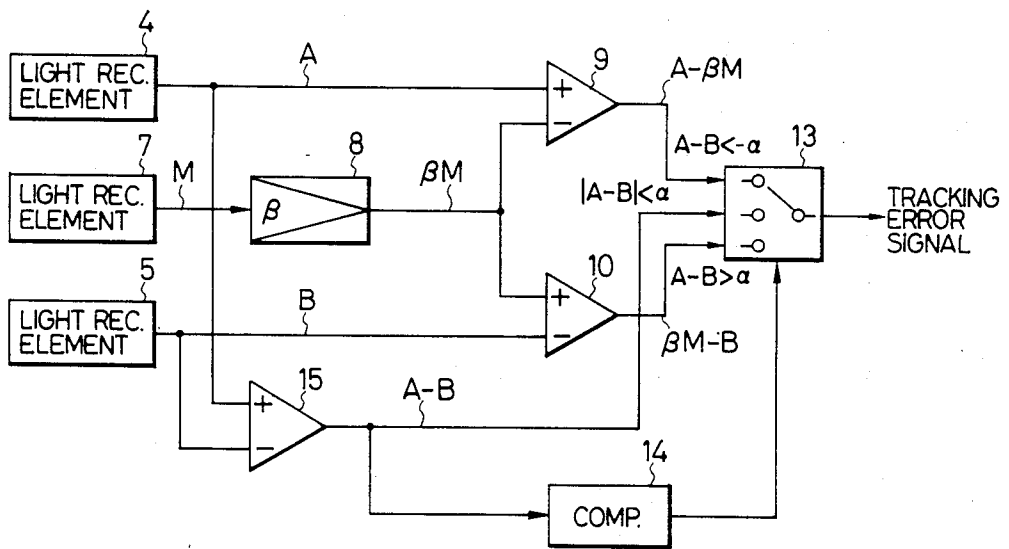 4
LIGHT REC.
ELEMENT
A
+
−
9
A-βM
7
LIGHT REC.
ELEMENT
M
β
8
βM
A-B<-α
|A-B|<α
A-B>α
13
TRACKING
ERROR
SIGNAL
5
LIGHT REC.
ELEMENT
B
+
−
10
βM-B
+
−
15
A-B
14
COMP.